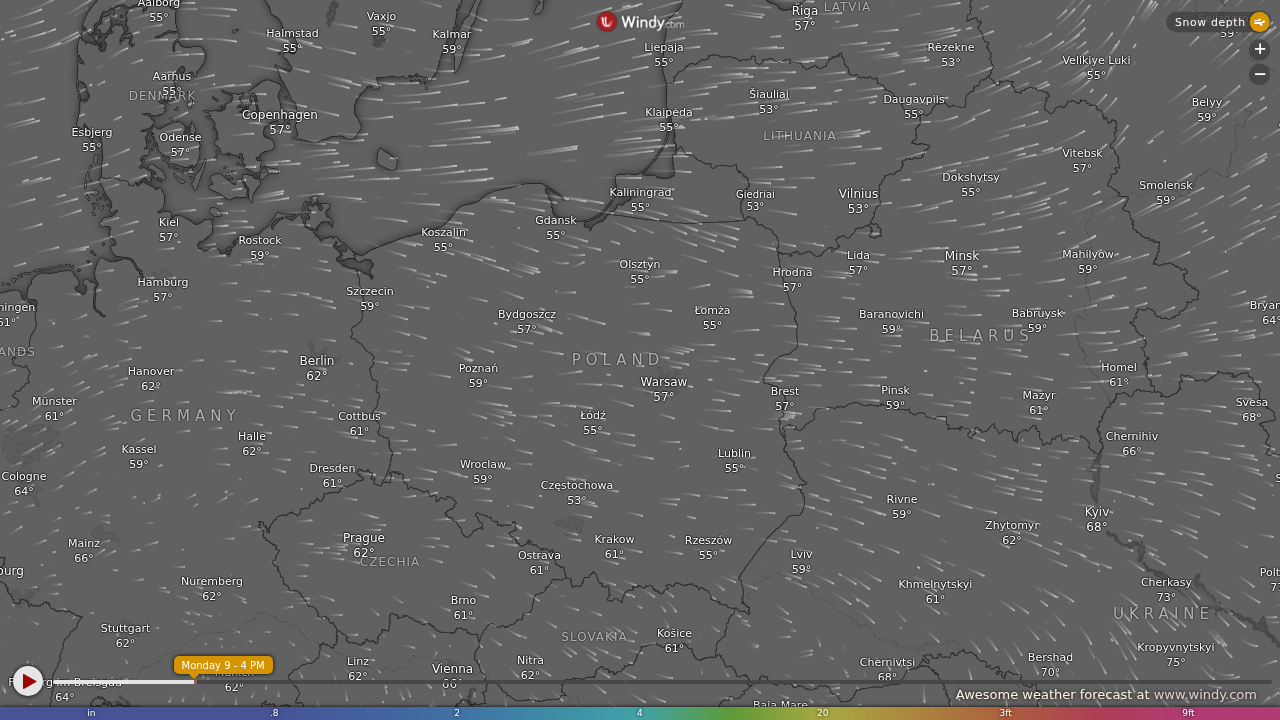 Aalborg
55°
Vaxjo
55°
Halmstad
55°
Kalmar
59°
Windy.com
Liepaja
55°
Riga
57°
LATVIA
Rēzekne
53°
Snow depth
59°
Velikiye Luki
55°
Aarhus
55°
DENMARK
Copenhagen
57°
Klaipėda
55°
Šiauliai
53°
Daugavpils
55°
Belyy
59°
Esbjerg
55°
Odense
57°
LITHUANIA
Vitebsk
57°
Kaliningrad
55°
Giedriai
53°
Vilnius
53°
Dokshytsy
55°
Smolensk
59°
Kiel
57°
Rostock
59°
Koszalin
55°
Gdansk
55°
Olsztyn
55°
Hrodna
57°
Lida
57°
Minsk
57°
Mahilyow
59°
Hamburg
57°
Szczecin
59°
Bydgoszcz
57°
Łomża
55°
Baranovichi
59°
Babruysk
59°
BELARUS
Berlin
62°
POLAND
Hanover
62°
Poznań
59°
Warsaw
57°
Brest
57°
Pinsk
59°
Mazyr
61°
Homel
61°
Münster
61°
GERMANY
Cottbus
61°
Łódź
55°
Svesa
68°
Kassel
59°
Halle
62°
Dresden
61°
Wroclaw
59°
Lublin
55°
Chernihiv
66°
Cologne
64°
Częstochowa
53°
Rivne
59°
Kyiv
68°
Zhytomyr
62°
Mainz
66°
Prague
62°
CZECHIA
Ostrava
61°
Krakow
61°
Rzeszów
55°
Lviv
59°
Khmelnytskyi
61°
Cherkasy
73°
UKRAINE
Nuremberg
62°
Brno
61°
Stuttgart
62°
SLOVAKIA
Košice
61°
Kropyvnytskyi
75°
Monday 9 - 4 PM
Linz
62°
Vienna
Nitra
62°
Chernivtsi
68°
Bershad
70°
64°
62°
Baia Mare
Awesome weather forecast at www.windy.com
in .8 2 4 20 3ft 9ft